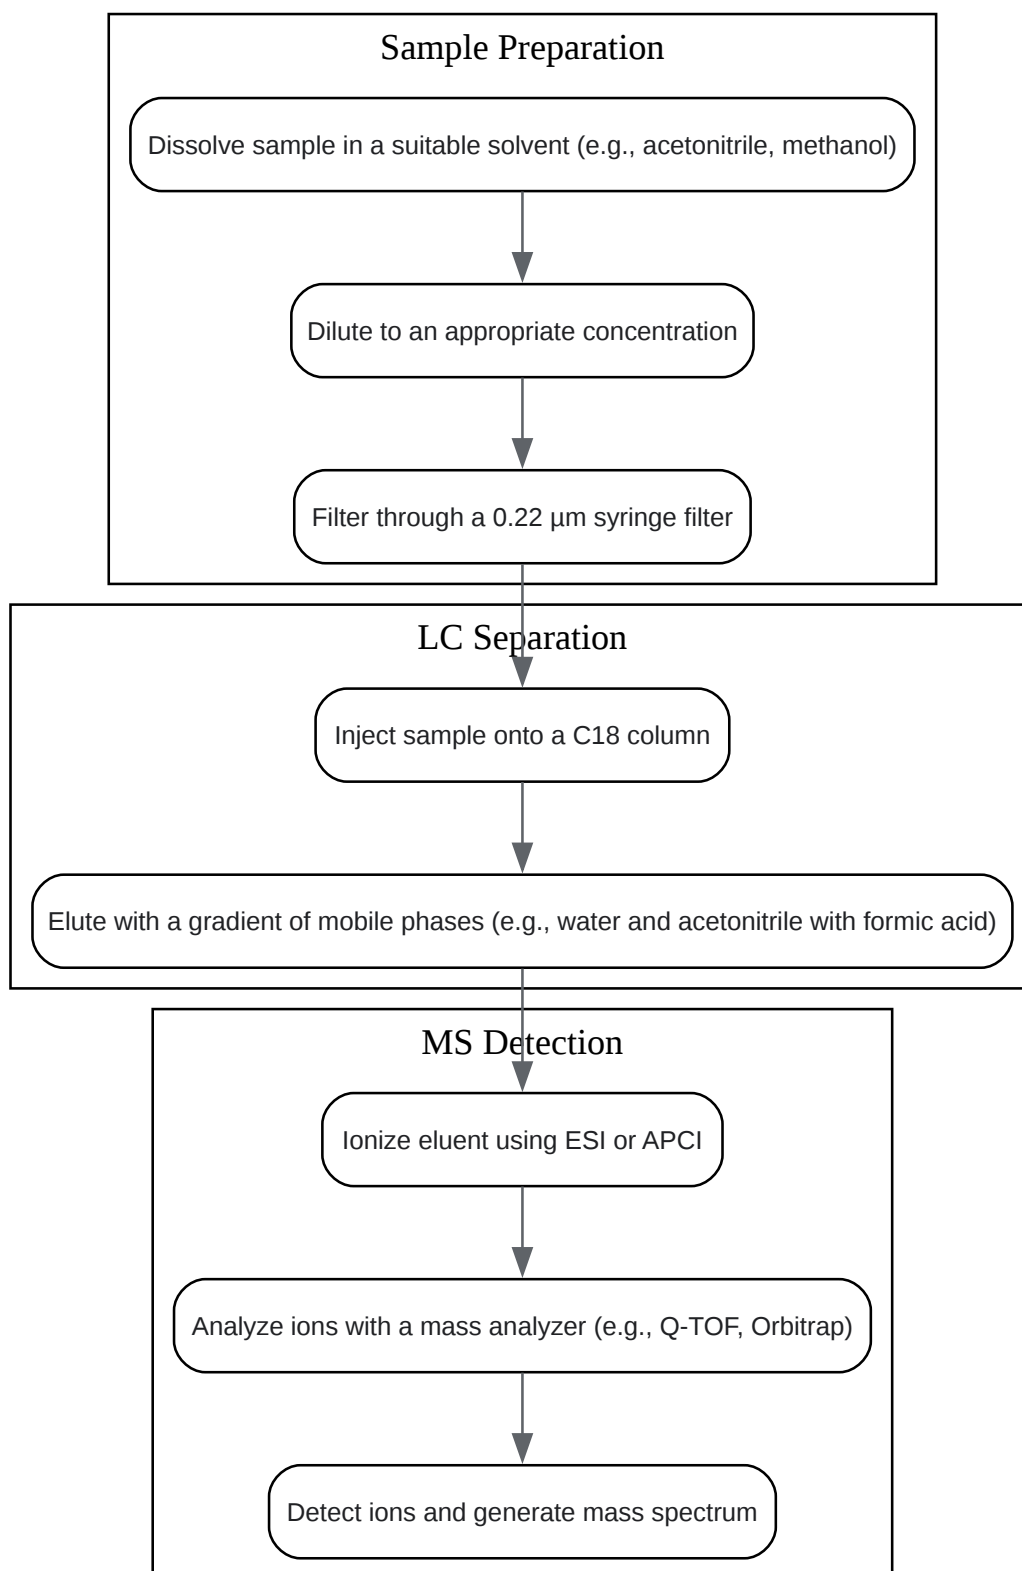 Sample Preparation
Dissolve sample in a suitable solvent (e.g., acetonitrile, methanol)
Dilute to an appropriate concentration
Filter through a 0.22 µm syringe filter
LC Separation
Inject sample onto a C18 column
Elute with a gradient of mobile phases (e.g., water and acetonitrile with formic acid)
MS Detection
Ionize eluent using ESI or APCI
Analyze ions with a mass analyzer (e.g., Q-TOF, Orbitrap)
Detect ions and generate mass spectrum